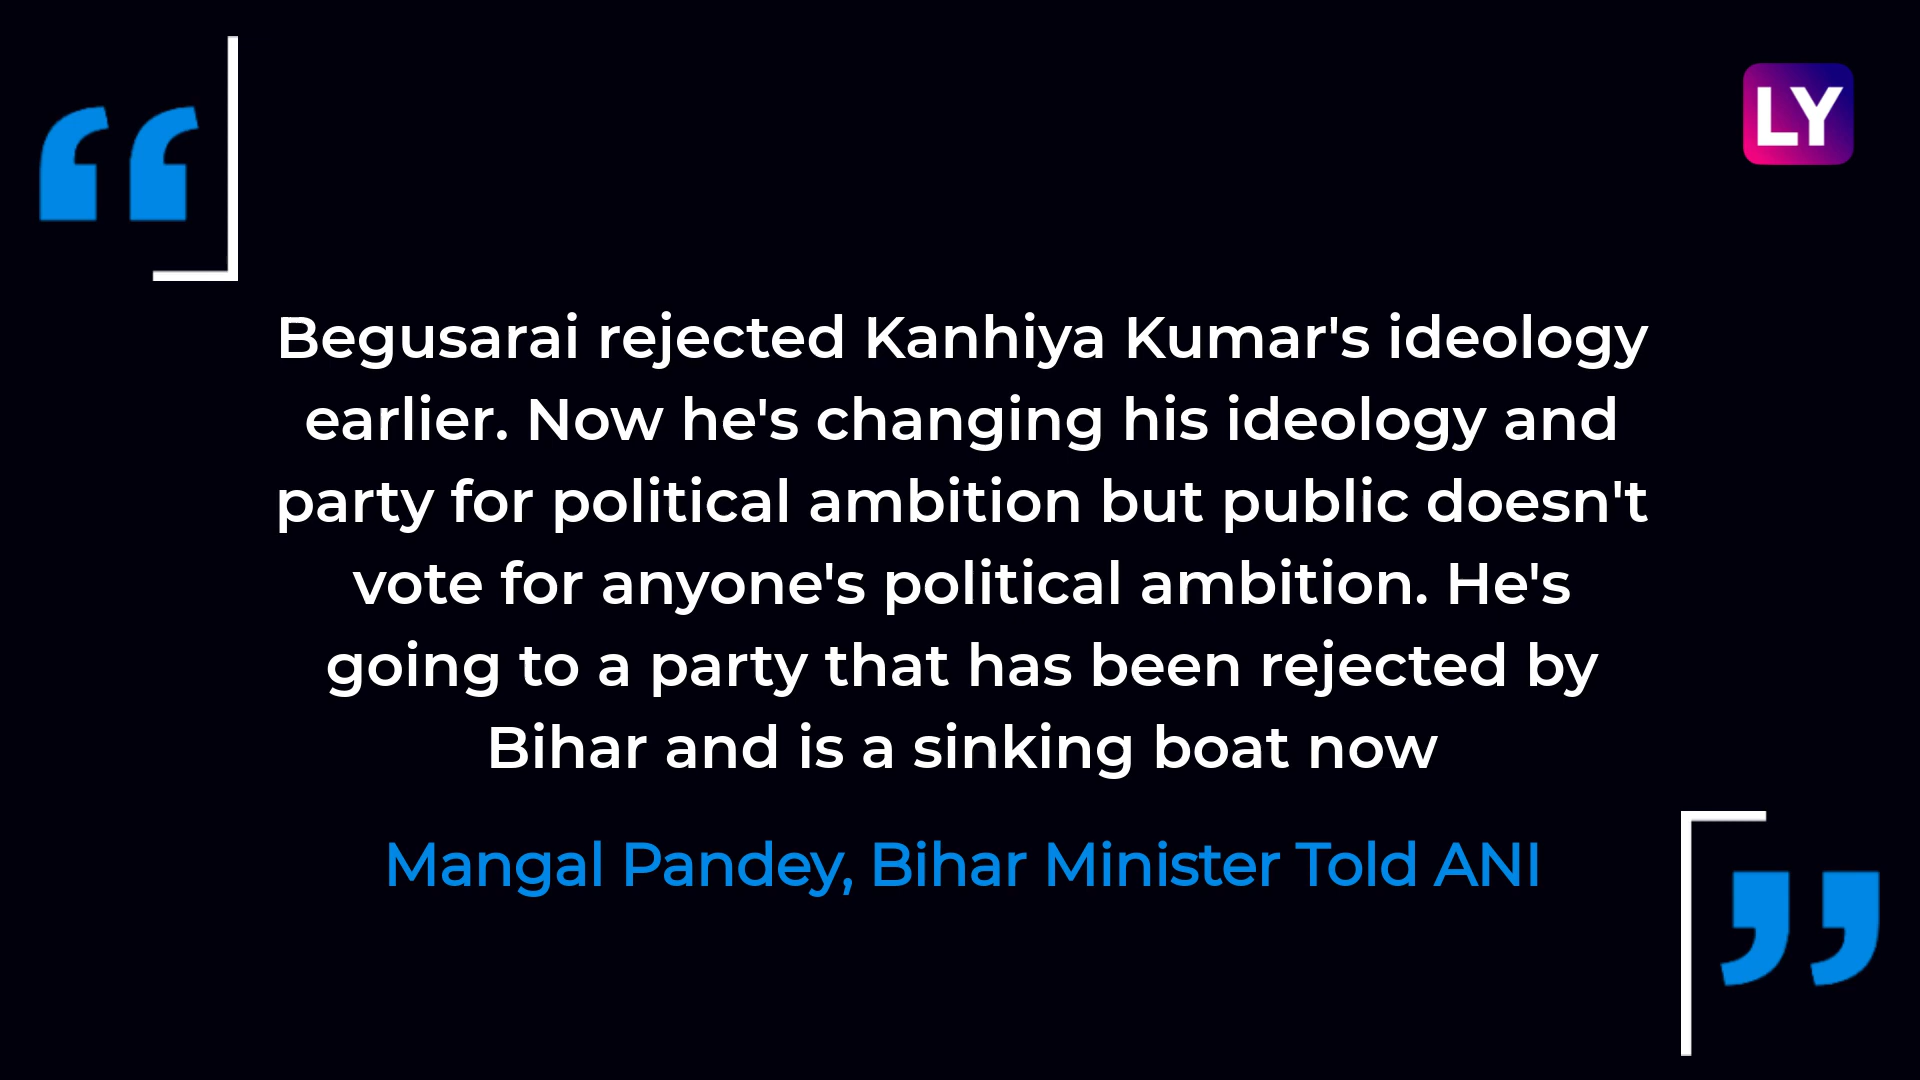 LY
Begusarai rejected Kanhiya Kumar's ideology
earlier. Now he's changing his ideology and
party for political ambition but public doesn't
vote for anyone's political ambition. He's
going to a party that has been rejected by
Bihar and is a sinking boat now
Mangal Pandey, Bihar Minister Told ANI